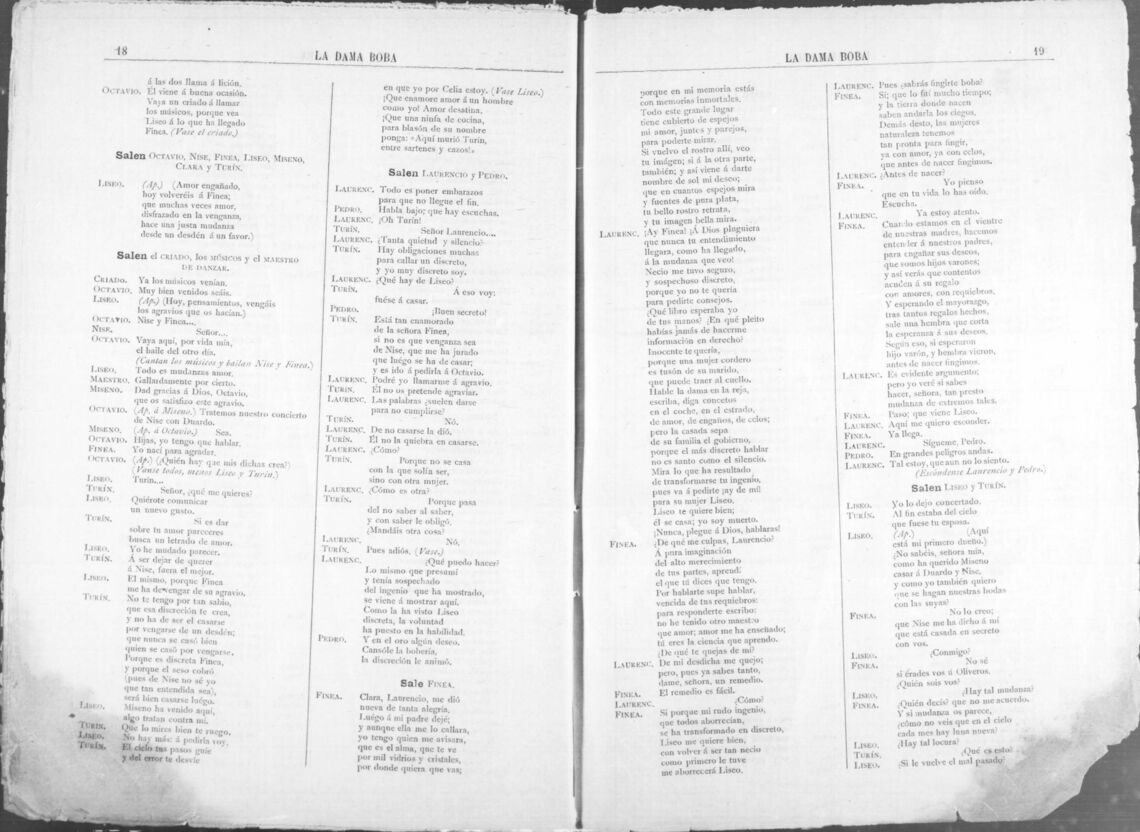 18
LA DAMA BOBA
á las dos llama á lición.
OCTAVIO. Él viene á buena ocasión.
Vaya un criado á llamar
los músicos, porque vea
Liseo á lo que ha llegado
Finea. (Vase el criado.)
Salen OCTAVIO, NISE, FINEA, LISEO, MISENO,
CLARA y TURÍN.
LISEO. (Ap.) (Amor engañado,
hoy volveréis á Finea;
que muchas veces amor,
disfrazado en la venganza,
hace una justa mudanza
desde un desdén á un favor.)
Salen el CRIADO, los MÚSICOS y el MAESTRO
DE DANZAR.
CRIADO. Ya los músicos venían.
OCTAVIO. Muy bien venidos seáis.
LISEO. (Ap.) (Hoy, pensamientos, vengáis
los agravios que os hacían.)
OCTAVIO. Nise y Finea...
NISE. Señor...
OCTAVIO. Vaya aquí, por vida mía,
el baile del otro día.
(Cantan los músicos y bailan Nise y Finea.)
LISEO. Todo es mudanzas amor.
MAESTRO. Gallardamente por cierto.
MISENO. Dad gracias á Dios, Octavio,
que os satisfizo este agravio.
OCTAVIO. (Ap. á Miseno.) Tratemos nuestro concierto
de Nise con Duardo.
MISENO. (Ap. á Octavio.) Sea.
OCTAVIO. Hijas, yo tengo que hablar.
FINEA. Yo nací para agradar.
OCTAVIO. (Ap.) (¡Quién hay que mis dichas crea?)
(Vanse todos, menos Liseo y Turín.)
LISEO. Turín...
TURÍN. Señor, ¿qué me quieres?
LISEO. Quiérote comunicar
un nuevo gusto.
TURÍN. Si es dar
sobre tu amor pareceres
busca un letrado de amor.
LISEO. Yo he mudado parecer.
TURÍN. Á ser dejar de querer
á Nise, fuera el mejor.
LISEO. El mismo, porque Finea
me ha de vengar de su agravio.
TURÍN. No te tengo por tan sabio,
que esa discreción te crea,
y no ha de ser el casarse
por vengarse de un desdén;
que nunca se casó bien
quien se casó por vengarse.
Porque es discreta Finea,
y porque el seso cobró
(pues de Nise no sé yo
que tan entendida sea),
será bien casarse luégo.
LISEO. Miseno ha venido aquí,
algo tratan contra mí.
TURÍN. Que lo mires bien te ruego.
LISEO. No hay más: á pedirla voy.
TURÍN. El cielo tus pasos guíe
y del error te desvíe
en que yo por Celia estoy. (Vase Liseo.)
¡Que enamore amor á un hombre
como yo! Amor desatina.
¡Que una ninfa de cocina,
para blasón de su nombre
ponga: «Aquí murió Turín,
entre sartenes y cazos!»
Salen LAURENCIO y PEDRO.
LAURENC. Todo es poner embarazos
para que no llegue el fin.
PEDRO. Habla bajo; que hay escuchas.
LAURENC. ¡Oh Turín!
TURÍN. Señor Laurencio....
LAURENC. ¿Tanta quietud y silencio?
TURÍN. Hay obligaciones muchas
para callar un discreto,
y yo muy discreto soy.
LAURENC. ¿Qué hay de Liseo?
TURÍN. Á eso voy:
fuése á casar.
PEDRO. ¡Buen secreto!
TURÍN. Está tan enamorado
de la señora Finea,
si no es que venganza sea
de Nise, que me ha jurado
que luégo se ha de casar;
y es ido á pedirla á Octavio.
LAURENC. ¿Podré yo llamarme á agravio.
TURÍN. Él no os pretende agraviar.
LAURENC. Las palabras ¿suelen darse
para no cumplirse?
TURÍN. No.
LAURENC. De no casarse la dió.
TURÍN. Él no la quiebra en casarse.
LAURENC. ¿Cómo?
TURÍN. Porque no se casa
con la que solía ser,
sino con otra mujer.
LAURENC. ¿Cómo es otra?
TURÍN. Porque pasa
del no saber al saber,
y con saber le obligó.
¿Mandáis otra cosa?
LAURENC. No.
TURÍN. Pues adiós. (Vase.)
LAURENC. ¿Qué puedo hacer?
Lo mismo que presumí
y tenía sospechado
del ingenio que ha mostrado,
se viene á mostrar aquí.
Como la ha visto Liseo
discreta, la voluntad
ha puesto en la habilidad.
PEDRO. Y en el oro algún deseo.
Cansóle la bobería,
la discreción le animó.
Sale FINEA.
FINEA. Clara, Laurencio, me dió
nueva de tanta alegría.
Luégo á mi padre dejé;
y aunque ella me lo callara,
yo tengo quien me avisara,
que es el alma, que te ve
por mil vidrios y cristales,
por donde quiera que vas;
LA DAMA BOBA
19
porque en mi memoria estás
con memorias inmortales.
Todo este grande lugar
tiene cubierto de espejos
mi amor, juntos y parejos,
para poderte mirar.
Si vuelvo el rostro allí, veo
tu imágen; si á la otra parte,
también; y así viene á darte
nombre de sol mi deseo;
que en cuantos espejos mira
y fuentes de pura plata,
tu bello rostro retrata,
y tu imagen bella mira.
LAURENC. ¡Ay Finea! ¡Á Dios pluguiera
que nunca tu entendimiento
llegara, como ha llegado,
á la mudanza que veo!
Necio me tuvo seguro,
y sospechoso discreto,
porque yo no te quería
para pedirte consejos.
¿Qué libro esperaba yo
de tus manos? ¿En qué pleito
habías jamás de hacerme
información en derecho?
Inocente te quería,
porque una mujer cordero
es tusón de su marido,
que puede traer al cuello.
Hable la dama en la reja,
escriba, diga concetos
en el coche, en el estrado,
de amor, de engaños, de celos;
pero la casada sepa
de su familia el gobierno,
porque el más discreto hablar
no es santo como el silencio.
Mira lo que ha resultado
de transformarse tu ingenio,
pues va á pedirte ¡ay de mí!
para su mujer Liseo.
Liseo te quiere bien;
él se casa; yo soy muerto.
¡Nunca, plegue á Dios, hablaras!
FINEA. ¿De qué me culpas, Laurencio?
Á pura imaginación
del alto merecimiento
de tus partes, aprendí
el que tú dices que tengo.
Por hablarte supe hablar,
vencida de tus requiebros:
para responderte escribo:
no he tenido otro maestro
que amor; amor me ha enseñado;
tú eres la ciencia que aprendo.
¿De qué te quejas de mí?
LAURENC. De mi desdicha me quejo;
pero, pues ya sabes tanto,
dame, señora, un remedio.
FINEA. El remedio es fácil.
LAURENC. ¿Cómo?
FINEA. Si porque mi rudo ingenio,
que todos aborrecían,
se ha transformado en discreto,
Liseo me quiere bien,
con volver á ser tan necio
como primero le tuve
me aborrecerá Liseo.
LAURENC. Pues ¿sabrás fingirte boba?
FINEA. Sí; que lo fuí mucho tiempo;
y la tierra donde nacen
saben andarla los ciegos.
Demás desto, las mujeres
naturaleza tenemos
tan pronta para fingir,
ya con amor, ya con celos,
que antes de nacer fingimos.
LAURENC. ¿Antes de nacer?
FINEA. Yo pienso
que en tu vida lo has oído.
Escucha.
LAURENC. Ya estoy atento.
FINEA. Cuando estamos en el vientre
de nuestras madres, hacemos
entender á nuestros padres,
para engañar sus deseos,
que somos hijos varones;
y así verás que contentos
acuden á su regalo
con amores, con requiebros,
Y esperando el mayorazgo,
tras tantos regalos hechos,
sale una hembra que corta
la esperanza á sus deseos,
Según eso, si esperaron
hijo varón, y hembra vieron,
antes de nacer fingimos.
LAURENC. Es evidente argumento;
pero yo veré si sabes
hacer, señora, tan presto
mudanza de extremos tales.
FINEA. Paso; que viene Liseo.
LAURENC. Aquí me quiero esconder.
FINEA. Ya llega.
LAURENC. Sígueme, Pedro.
PEDRO. En grandes peligros andas.
LAURENC. Tal estoy, que aun no lo siento.
(Escóndense Laurencio y Pedro.)
Salen LISEO y TURÍN.
LISEO. Yo lo dejo concertado.
TURÍN. Al fin estaba del cielo
que fuese tu esposa.
LISEO. (Ap.) (Aquí
está mi primero dueño.)
¿No sabéis, señora mía,
como ha querido Miseno
casar á Duardo y Nise,
y como yo también quiero
que se hagan nuestras bodas
con las suyas?
FINEA. No lo creo;
que Nise me ha dicho á mí
que está casada en secreto
con vos.
LISEO. ¿Conmigo?
FINEA. No sé
si érades vos ú Oliveros.
¿Quién sois vos?
LISEO. ¿Hay tal mudanza?
FINEA. ¿Quién decís? que no me acuerdo.
Y si mudanza os parece,
¿cómo no veis que en el cielo
cada mes hay luna nueva?
LISEO. ¿Hay tal locura?
TURÍN. ¿Qué es esto?
LISEO. ¿Si le vuelve el mal pasado?